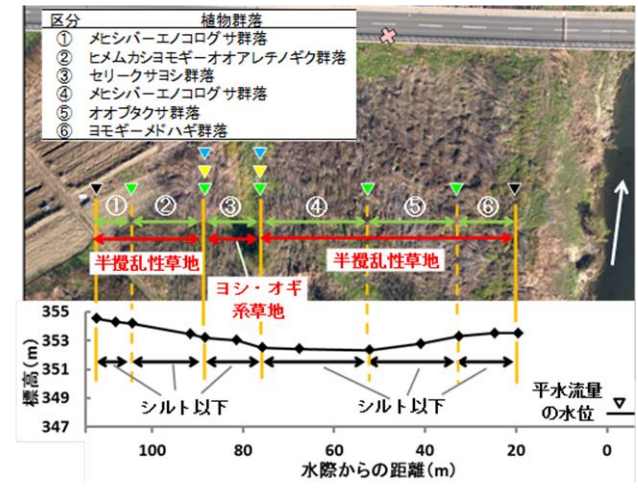 区分 植物群落
① メヒシバーエノコログサ群落
② ヒメムカシヨモギーオオアレチノギク群落
③ セリークサヨシ群落
④ メヒシバーエノコログサ群落
⑤ オオブタクサ群落
⑥ ヨモギーメドハギ群落
① ② ③ ④ ⑤ ⑥
半攪乱性草地
ヨシ・オギ
系草地
半攪乱性草地
355
353
351
349
347
標高(m)
シルト以下
シルト以下
平水流量
の水位
100 80 60 40 20 0
水際からの距離(m)